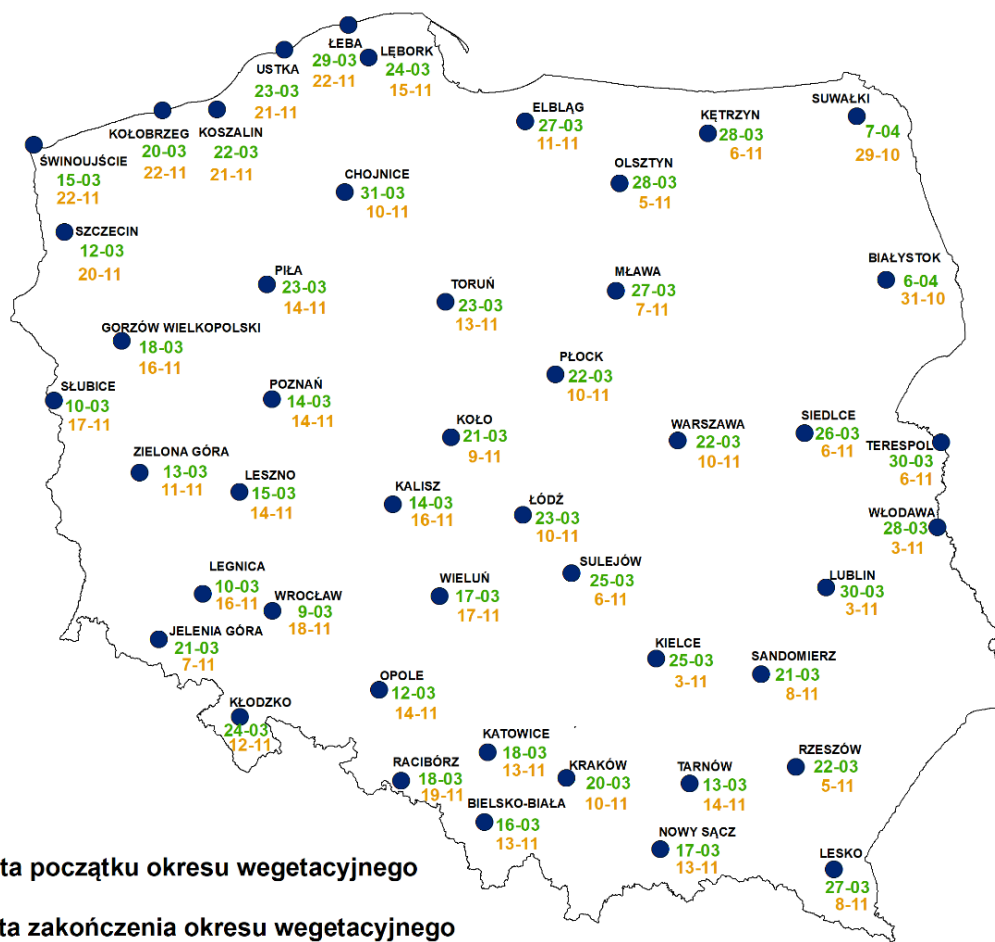 ŁEBA
29-03
22-11
LĘBORK
24-03
15-11
USTKA
23-03
21-11
KOŁOBRZEG
20-03
22-11
KOSZALIN
22-03
21-11
ŚWINOUJŚCIE
15-03
22-11
SZCZECIN
12-03
20-11
CHOJNICE
31-03
10-11
ELBLĄG
27-03
11-11
KĘTRZYN
28-03
6-11
SUWAŁKI
7-04
29-10
OLSZTYN
28-03
5-11
PIŁA
23-03
14-11
TORUŃ
23-03
13-11
MŁAWA
27-03
7-11
BIAŁYSTOK
6-04
31-10
GORZÓW WIELKOPOLSKI
18-03
16-11
SŁUBICE
10-03
17-11
POZNAŃ
14-03
14-11
PŁOCK
22-03
10-11
KOŁO
21-03
9-11
WARSZAWA
22-03
10-11
SIEDLCE
26-03
6-11
TERESPOL
30-03
6-11
ZIELONA GÓRA
13-03
11-11
LESZNO
15-03
14-11
KALISZ
14-03
16-11
ŁÓDŹ
23-03
10-11
WŁODAWA
28-03
3-11
LEGNICA
10-03
16-11
WROCŁAW
9-03
18-11
WIELUŃ
17-03
17-11
SULEJÓW
25-03
6-11
LUBLIN
30-03
3-11
JELENIA GÓRA
21-03
7-11
KIELCE
25-03
3-11
SANDOMIERZ
21-03
8-11
KŁODZKO
24-03
12-11
OPOLE
12-03
14-11
KATOWICE
18-03
13-11
RACIBÓRZ
18-03
19-11
KRAKÓW
20-03
10-11
TARNÓW
13-03
14-11
RZESZÓW
22-03
5-11
BIELSKO-BIAŁA
16-03
13-11
NOWY SĄCZ
17-03
13-11
LESKO
27-03
8-11
ta początku okresu wegetacyjnego
ta zakończenia okresu wegetacyjnego